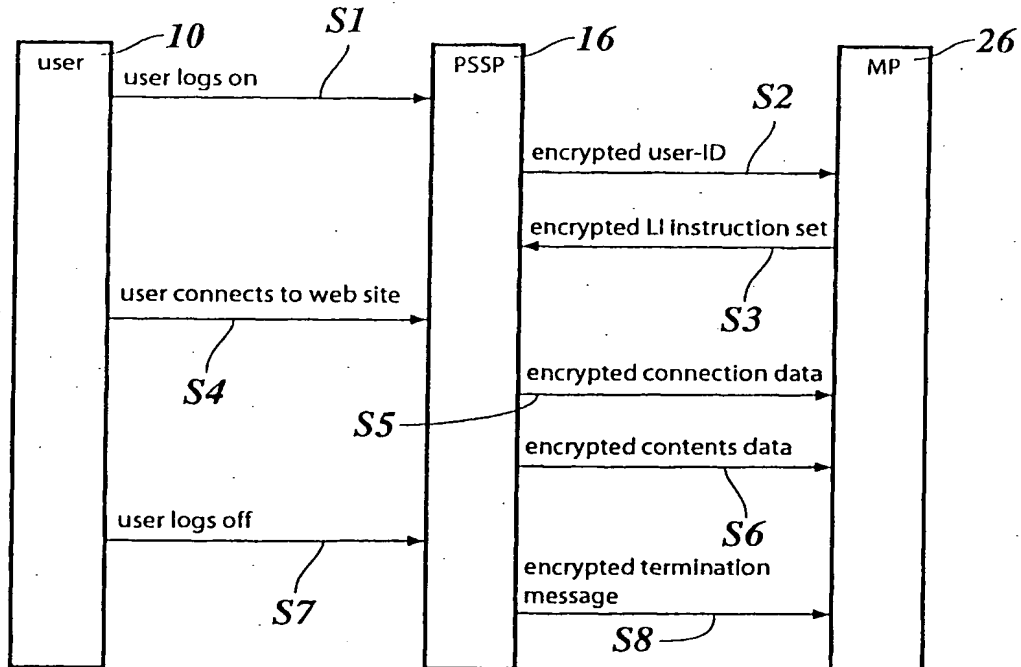 10
S1
16
26
user
PSSP
MP
user logs on
S2
encrypted user-ID
encrypted LI instruction set
S3
user connects to web site
S4
encrypted connection data
S5
encrypted contents data
S6
user logs off
S7
encrypted termination
message
S8